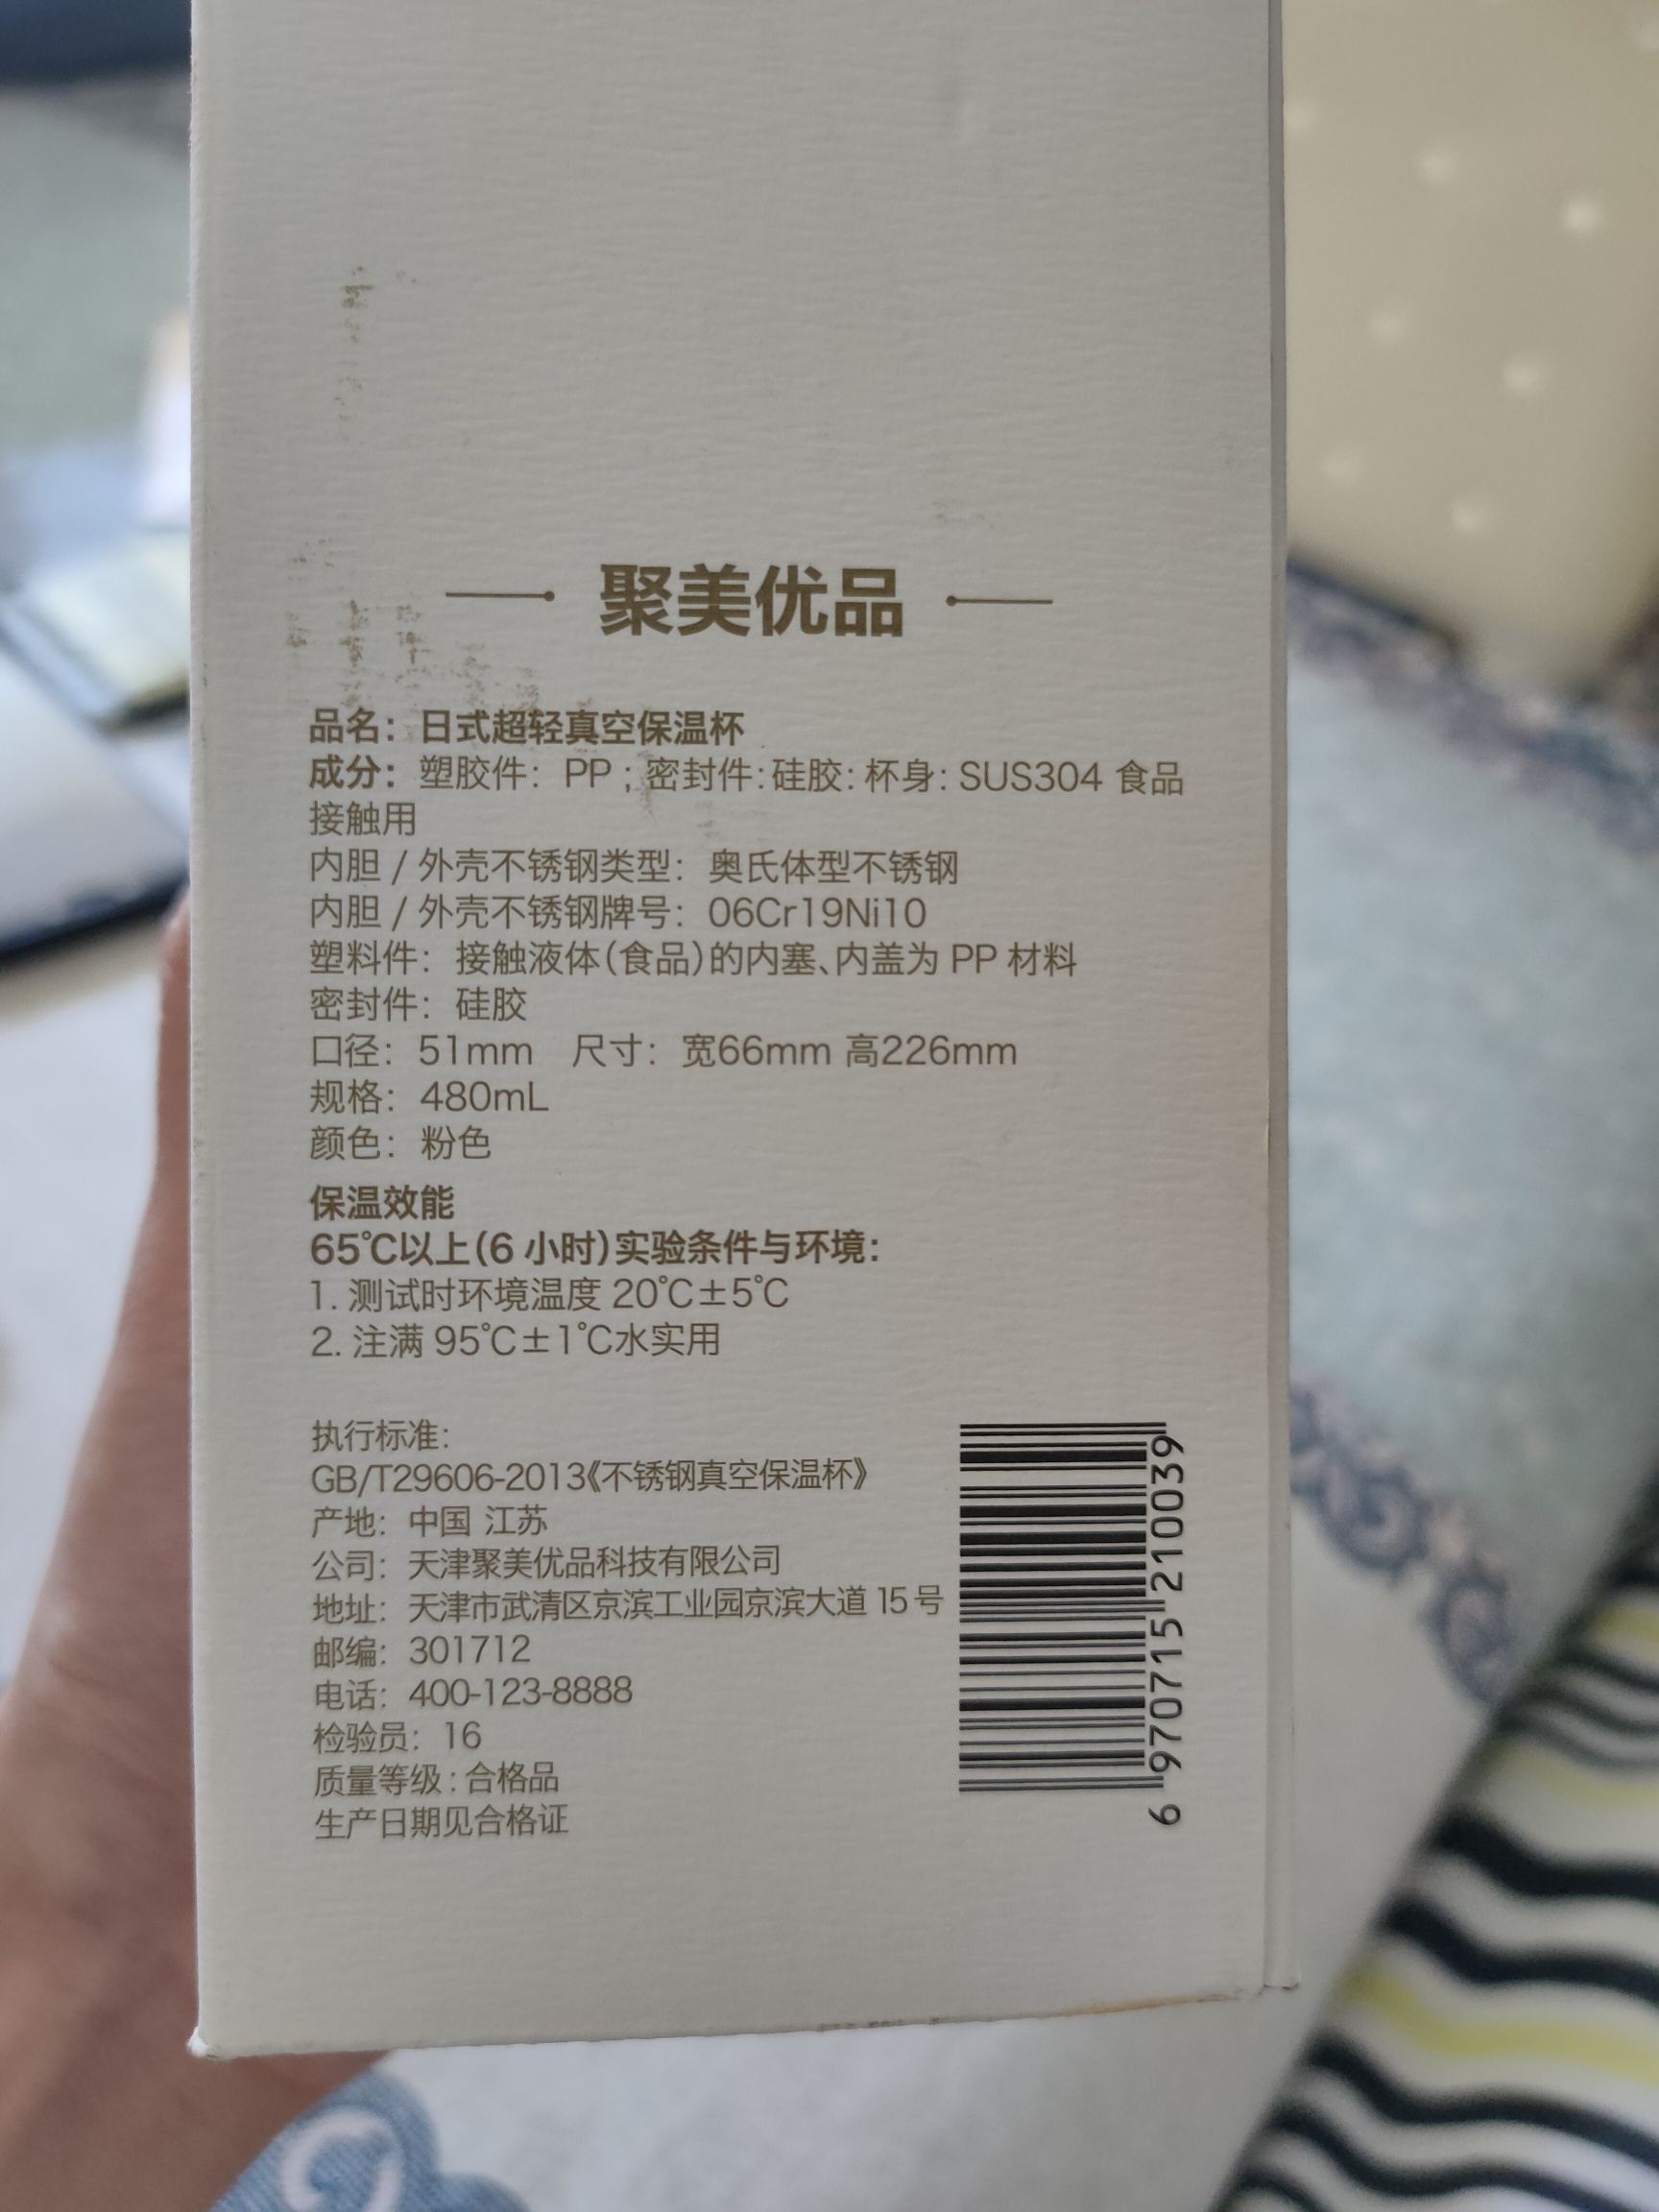 聚美优品
品名：日式超轻真空保温杯
成分：塑胶件：PP；密封件：硅胶：杯身：SUS304 食品
接触用
内胆 / 外壳不锈钢类型：奥氏体型不锈钢
内胆 / 外壳不锈钢牌号：06Cr19Ni10
塑料件：接触液体（食品）的内塞、内盖为 PP 材料
密封件：硅胶
口径：51mm 尺寸：宽66mm 高226mm
规格：480mL
颜色：粉色
保温效能
65℃以上（6 小时）实验条件与环境：
1. 测试时环境温度 20℃±5℃
2. 注满 95℃±1℃水实用
执行标准：
GB/T29606-2013《不锈钢真空保温杯》
产地：中国 江苏
公司：天津聚美优品科技有限公司
地址：天津市武清区京滨工业园京滨大道 15 号
邮编：301712
电话：400-123-8888
检验员：16
质量等级：合格品
生产日期见合格证
6 970715 210039